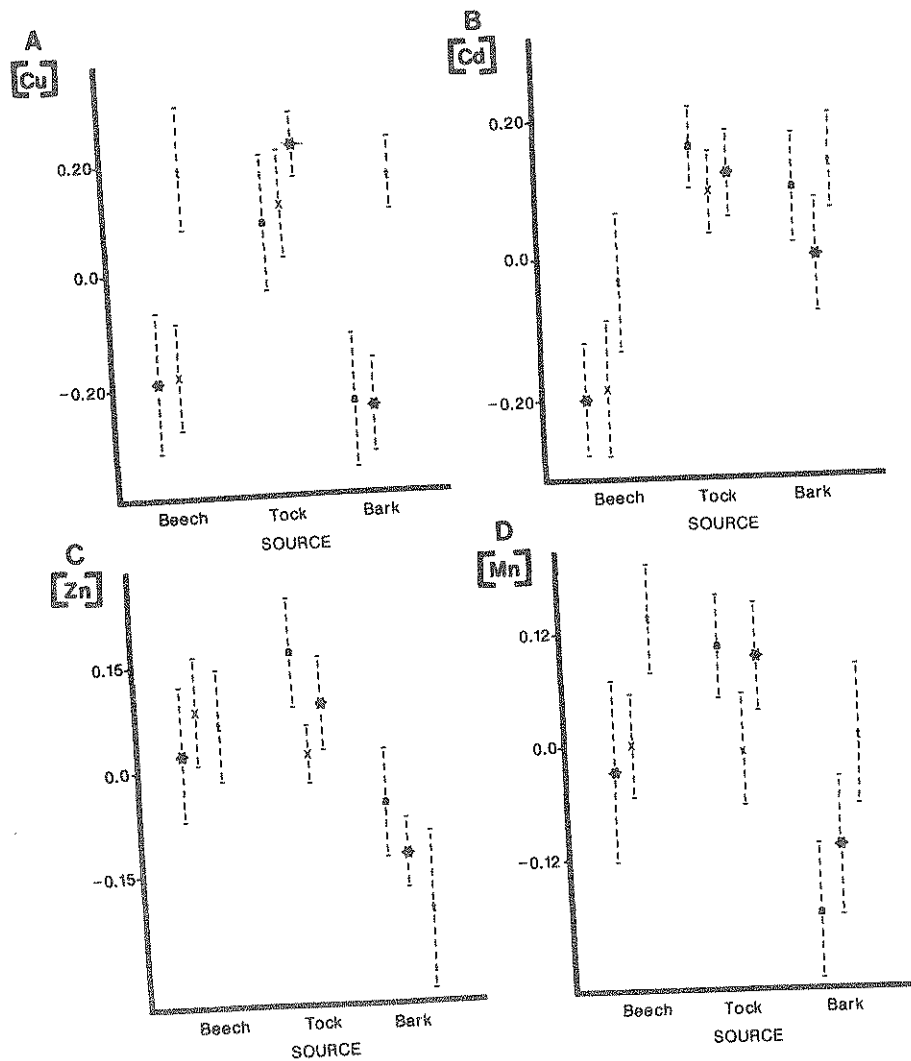 A
[Cu]
0.20
0.0
-0.20
Beech Tock Bark
SOURCE
B
[Cd]
0.20
0.0
-0.20
Beech Tock Bark
SOURCE
C
[Zn]
0.15
0.0
-0.15
Beech Tock Bark
SOURCE
D
[Mn]
0.12
0.0
-0.12
Beech Tock Bark
SOURCE